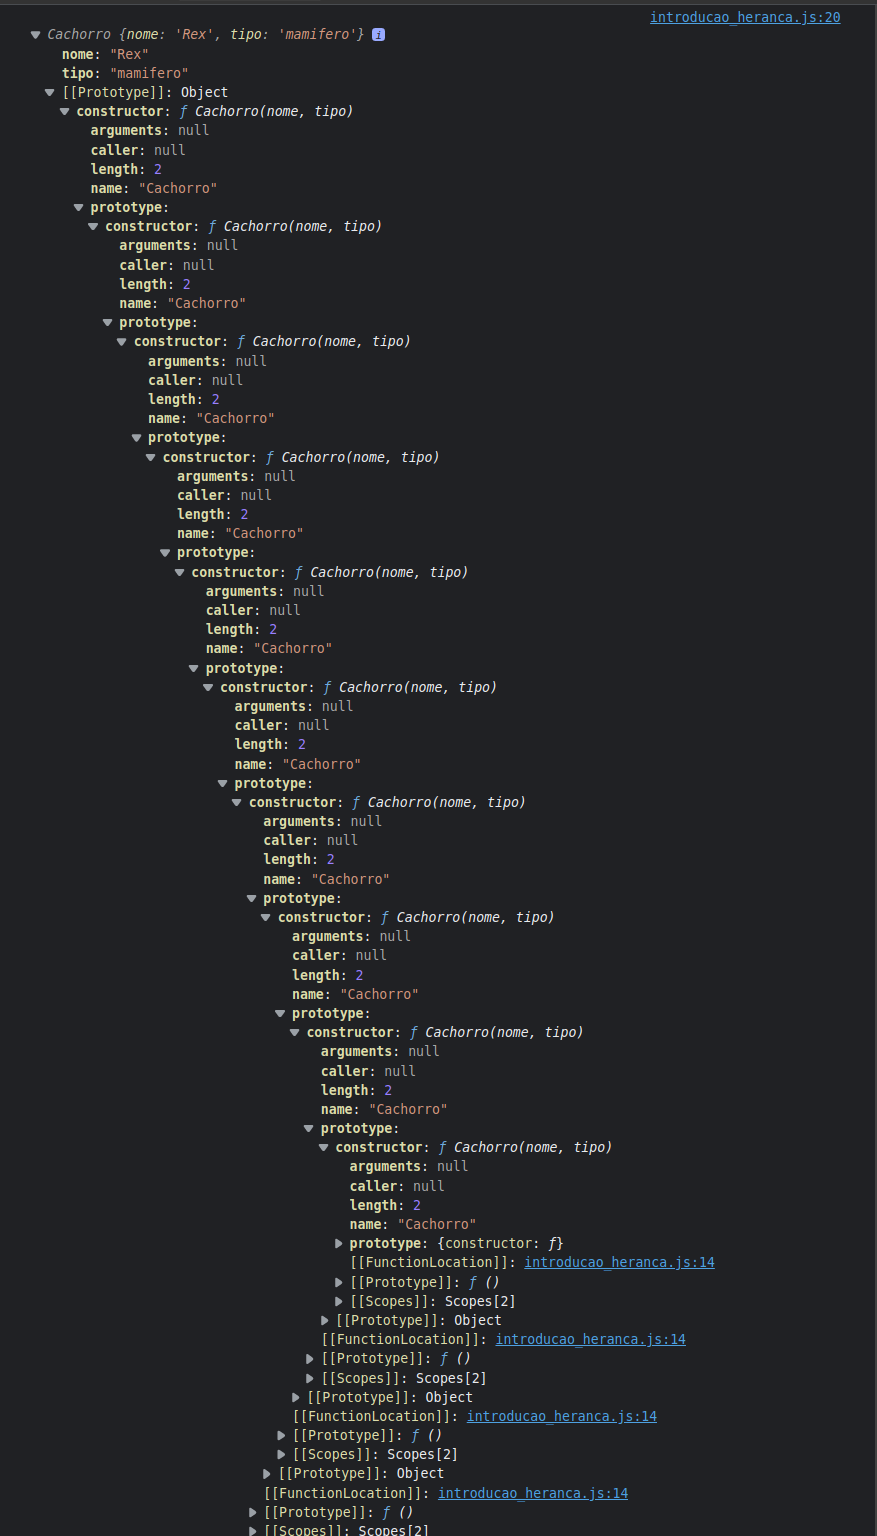 introducao_heranca.js:20
Cachorro {nome: 'Rex', tipo: 'mamifero'} i
nome: "Rex"
tipo: "mamifero"
[[Prototype]]: Object
constructor: ƒ Cachorro(nome, tipo)
arguments: null
caller: null
length: 2
name: "Cachorro"
prototype:
constructor: ƒ Cachorro(nome, tipo)
arguments: null
caller: null
length: 2
name: "Cachorro"
prototype:
constructor: ƒ Cachorro(nome, tipo)
arguments: null
caller: null
length: 2
name: "Cachorro"
prototype:
constructor: ƒ Cachorro(nome, tipo)
arguments: null
caller: null
length: 2
name: "Cachorro"
prototype:
constructor: ƒ Cachorro(nome, tipo)
arguments: null
caller: null
length: 2
name: "Cachorro"
prototype:
constructor: ƒ Cachorro(nome, tipo)
arguments: null
caller: null
length: 2
name: "Cachorro"
prototype:
constructor: ƒ Cachorro(nome, tipo)
arguments: null
caller: null
length: 2
name: "Cachorro"
prototype:
constructor: ƒ Cachorro(nome, tipo)
arguments: null
caller: null
length: 2
name: "Cachorro"
prototype:
constructor: ƒ Cachorro(nome, tipo)
arguments: null
caller: null
length: 2
name: "Cachorro"
prototype:
constructor: ƒ Cachorro(nome, tipo)
arguments: null
caller: null
length: 2
name: "Cachorro"
prototype: {constructor: ƒ}
[[FunctionLocation]]: introducao_heranca.js:14
[[Prototype]]: ƒ ()
[[Scopes]]: Scopes[2]
[[Prototype]]: Object
[[FunctionLocation]]: introducao_heranca.js:14
[[Prototype]]: ƒ ()
[[Scopes]]: Scopes[2]
[[Prototype]]: Object
[[FunctionLocation]]: introducao_heranca.js:14
[[Prototype]]: ƒ ()
[[Scopes]]: Scopes[2]
[[Prototype]]: Object
[[FunctionLocation]]: introducao_heranca.js:14
[[Prototype]]: ƒ ()
[[Scopes]]: Scopes[2]